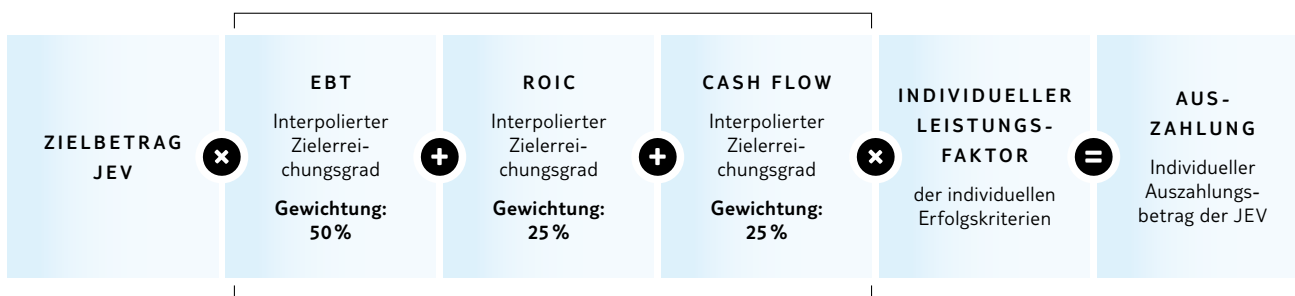 ZIELBETRAG
JEV
×
EBT
Interpolierter
Zielerrei-
chungsgrad
Gewichtung:
50 %
+
ROIC
Interpolierter
Zielerrei-
chungsgrad
Gewichtung:
25 %
+
CASH FLOW
Interpolierter
Zielerrei-
chungsgrad
Gewichtung:
25 %
×
INDIVIDUELLER
LEISTUNGS-
FAKTOR
der individuellen
Erfolgskriterien
=
AUS-
ZAHLUNG
Individueller
Auszahlungs-
betrag der JEV